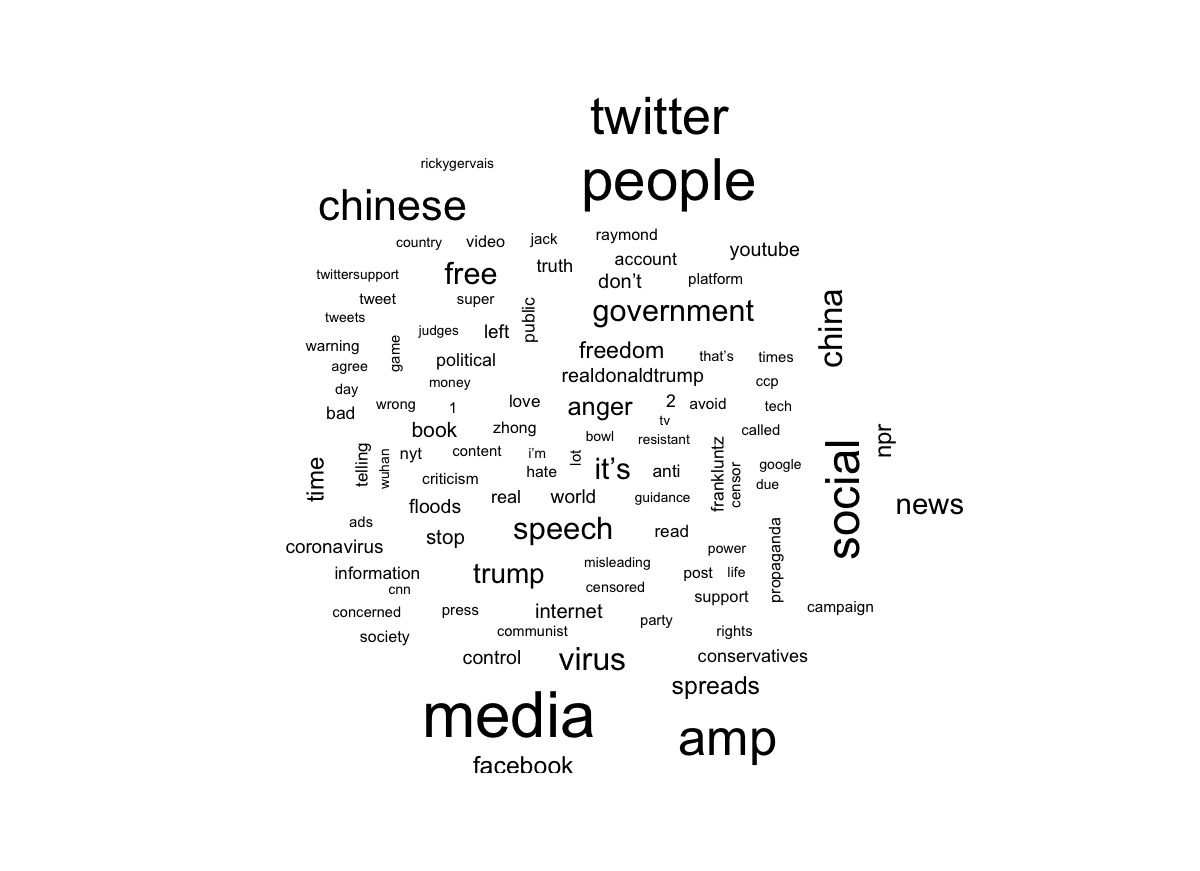 twitter
rickygervais
people
chinese
country
video
jack
raymond
youtube
account
truth
free
twittersupport
don’t
platform
tweet
super
public
government
china
tweets
judges
left
warning
game
political
freedom
that’s
times
agree
realdonaldtrump
ccp
day
money
wrong
1
love
anger
2
avoid
tech
bad
tv
book
zhong
bowl
resistant
called
npr
nyt
content
i’m
lot
time
telling
wuhan
criticism
hate
it’s
anti
frankluntz
censor
google
due
social
floods
real
world
guidance
news
ads
stop
speech
read
coronavirus
power
propaganda
information
trump
misleading
post
life
cnn
censored
support
concerned
press
internet
party
campaign
society
communist
rights
control
virus
conservatives
spreads
media
amp
facebook